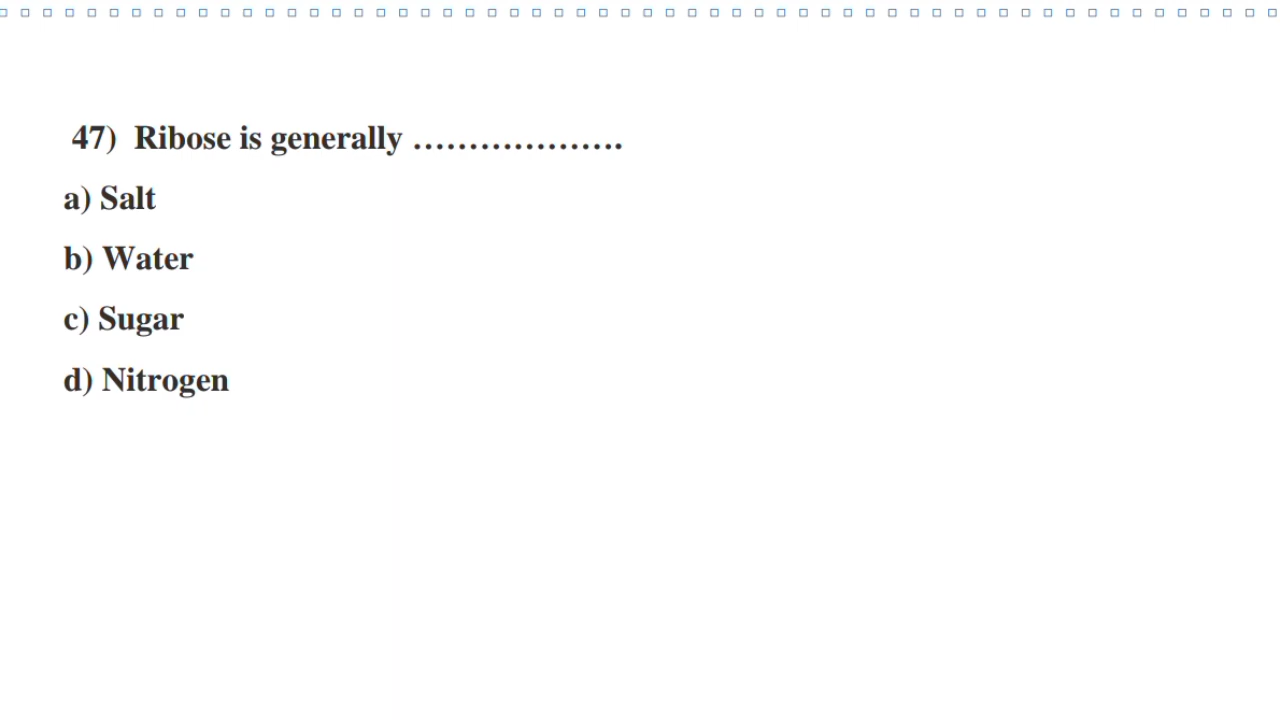 47) Ribose is generally ………………….
a) Salt
b) Water
c) Sugar
d) Nitrogen